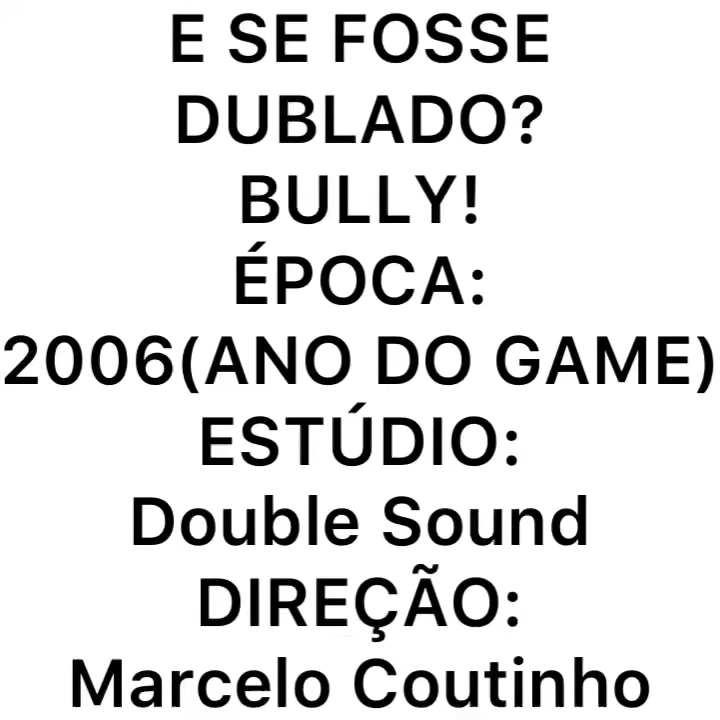 E SE FOSSE
DUBLADO?
BULLY!
ÉPOCA:
2006(ANO DO GAME)
ESTÚDIO:
Double Sound
DIREÇÃO:
Marcelo Coutinho